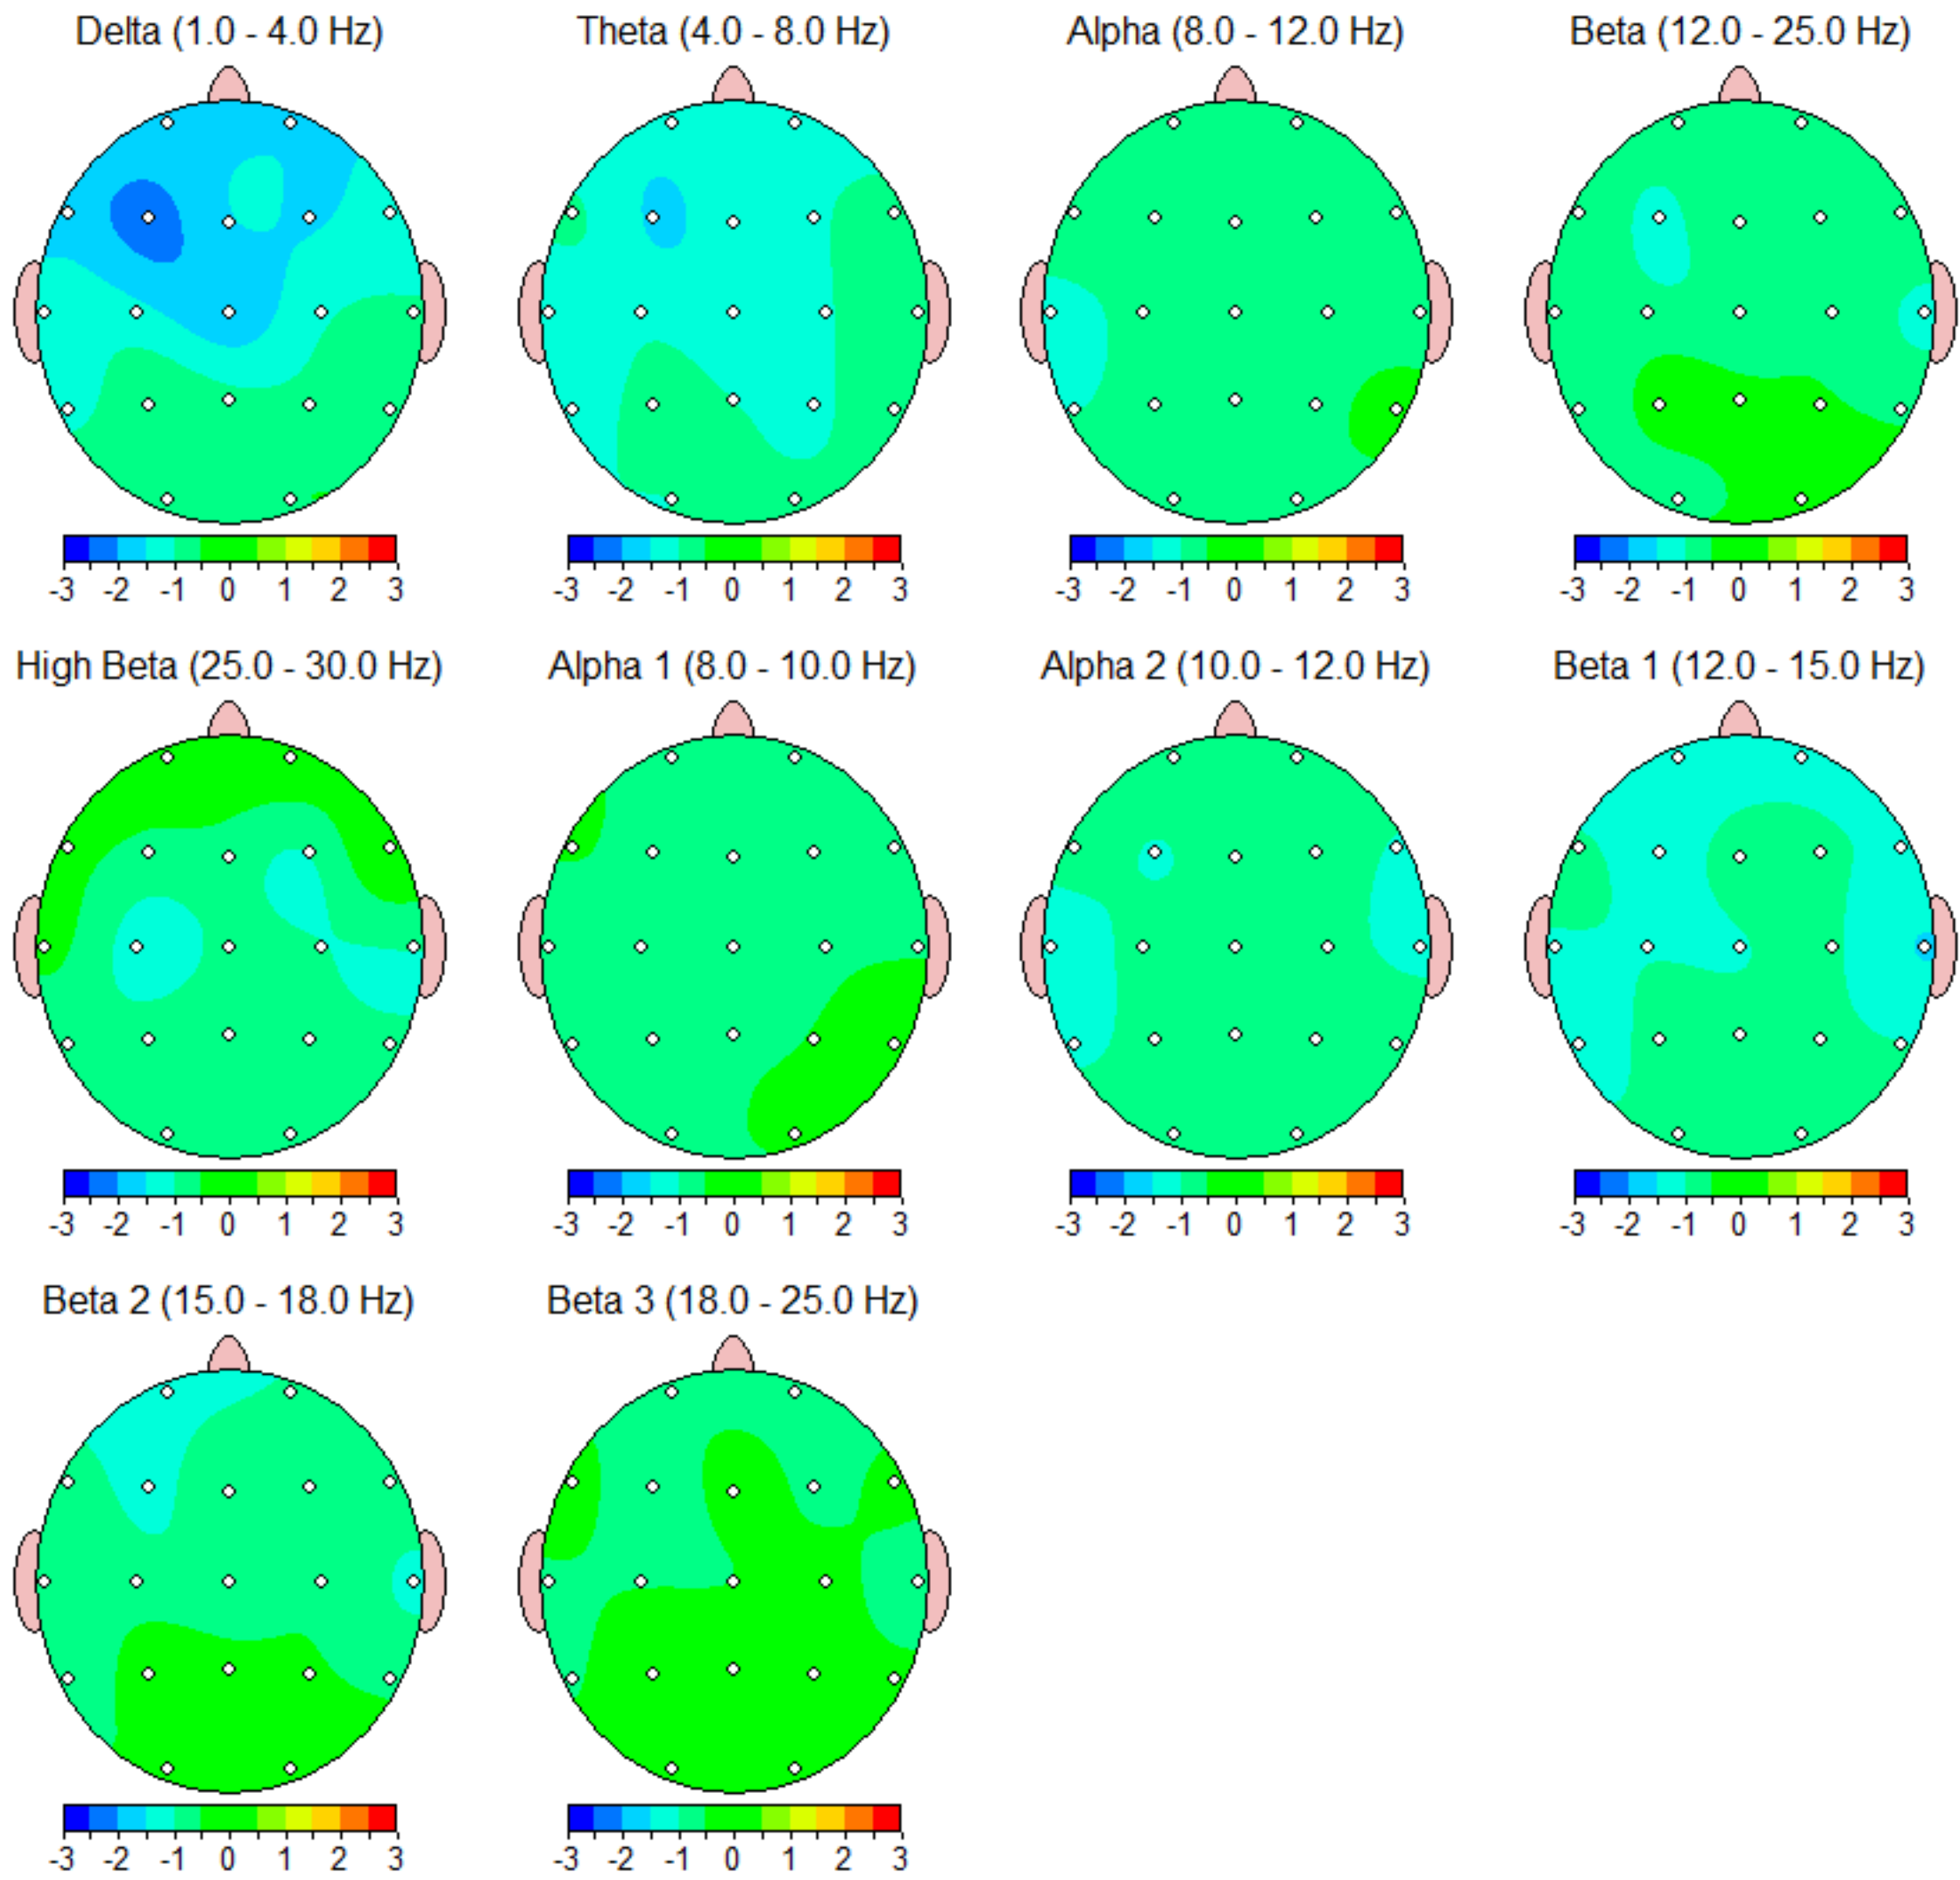 Delta (1.0 - 4.0 Hz) Theta (4.0 - 8.0 Hz) Alpha (8.0 - 12.0 Hz) Beta (12.0 - 25.0 Hz)
-3 -2 -1 0 1 2 3 -3 -2 -1 0 1 2 3 -3 -2 -1 0 1 2 3 -3 -2 -1 0 1 2 3
High Beta (25.0 - 30.0 Hz) Alpha 1 (8.0 - 10.0 Hz) Alpha 2 (10.0 - 12.0 Hz) Beta 1 (12.0 - 15.0 Hz)
-3 -2 -1 0 1 2 3 -3 -2 -1 0 1 2 3 -3 -2 -1 0 1 2 3 -3 -2 -1 0 1 2 3
Beta 2 (15.0 - 18.0 Hz) Beta 3 (18.0 - 25.0 Hz)
-3 -2 -1 0 1 2 3 -3 -2 -1 0 1 2 3